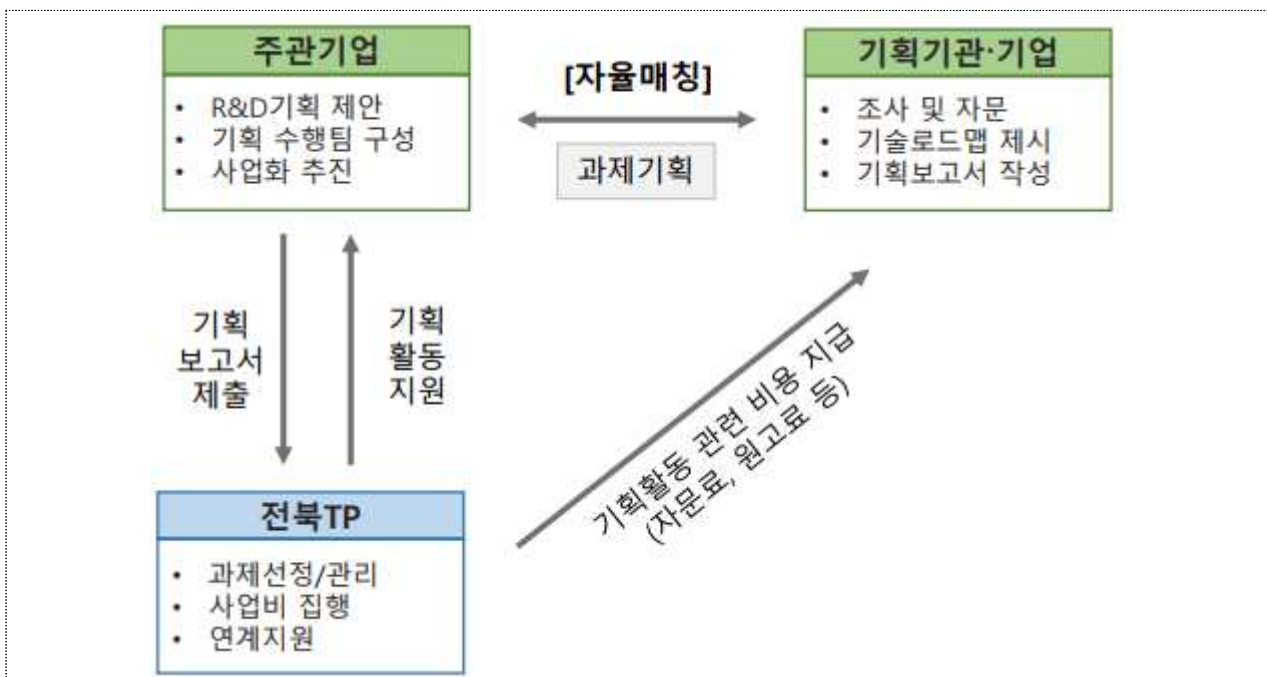 주관기업
• R&D기획 제안
• 기획 수행팀 구성
• 사업화 추진
[자율매칭]
과제기획
기획기관·기업
• 조사 및 자문
• 기술로드맵 제시
• 기획보고서 작성
기획
보고서
제출
기획
활동
지원
기획활동 관련 비용 지급
(자문료, 원고료 등)
전북TP
• 과제선정/관리
• 사업비 집행
• 연계지원